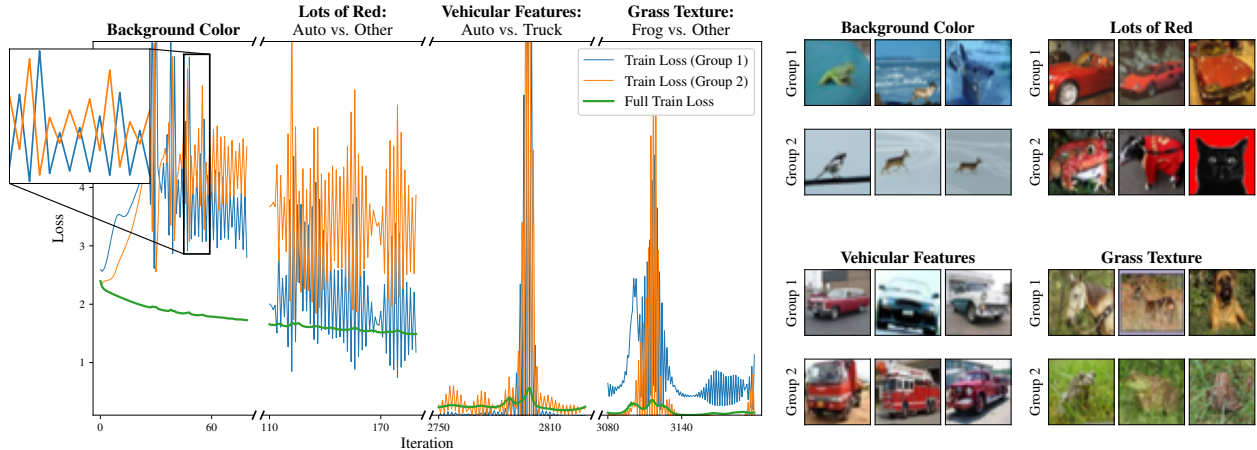 Background Color
Lots of Red:
Auto vs. Other
Vehicular Features:
Auto vs. Truck
Grass Texture:
Frog vs. Other
Train Loss (Group 1)
Train Loss (Group 2)
Full Train Loss
Loss
4
3
2
1
0
60
110
170
2750
2810
3080
3140
Iteration
Background Color
Group 1
Group 2
Lots of Red
Group 1
Group 2
Vehicular Features
Group 1
Group 2
Grass Texture
Group 1
Group 2